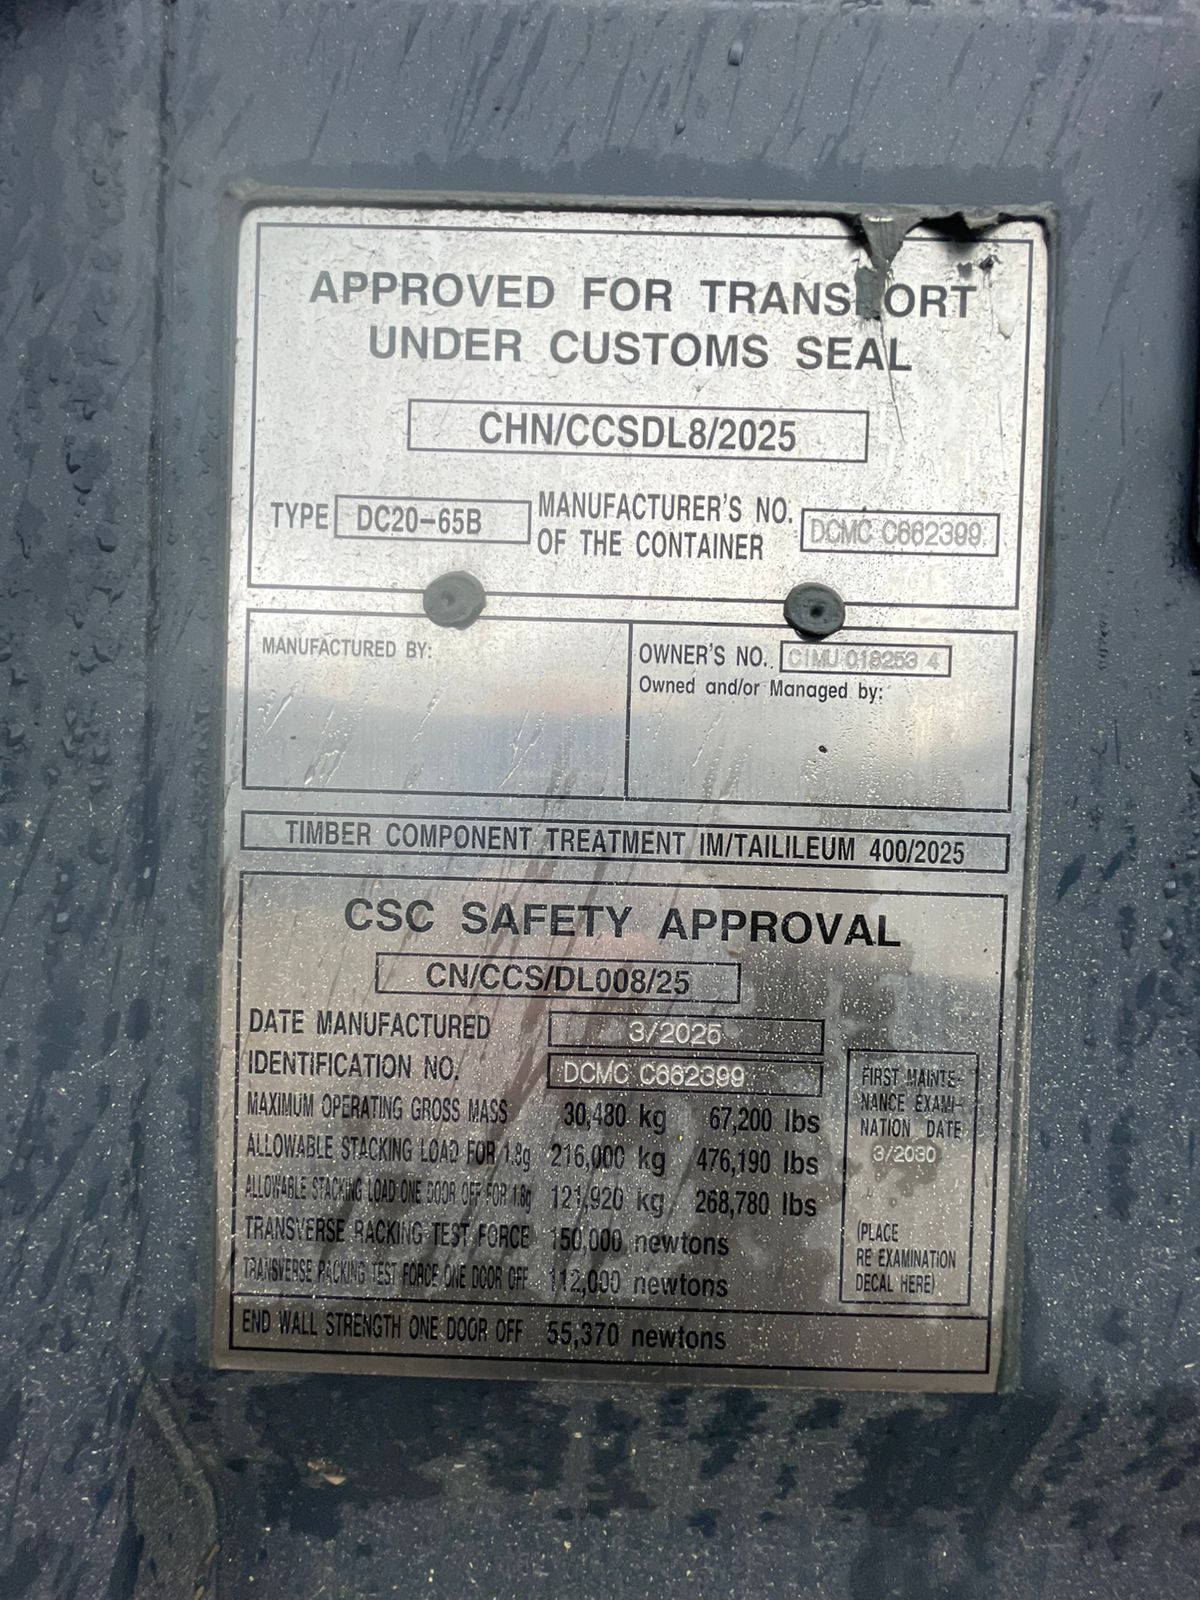 APPROVED FOR TRANSPORT
UNDER CUSTOMS SEAL
CHN/CCSDL8/2025
TYPE DC20-65B MANUFACTURER'S NO. OF THE CONTAINER DCMC C662399
MANUFACTURED BY:
OWNER'S NO. CIMU 018253 4
Owned and/or Managed by:
TIMBER COMPONENT TREATMENT IM/TAILILEUM 400/2025
CSC SAFETY APPROVAL
CN/CCS/DL008/25
DATE MANUFACTURED 3/2025
IDENTIFICATION NO. DCMC C662399
MAXIMUM OPERATING GROSS MASS 30,480 kg 67,200 lbs
ALLOWABLE STACKING LOAD FOR 1.8g 216,000 kg 476,190 lbs
ALLOWABLE STACKING LOAD ONE DOOR OFF FOR 1.8g 121,920 kg 268,780 lbs
TRANSVERSE RACKING TEST FORCE 150,000 newtons
TRANSVERSE RACKING TEST FORCE ONE DOOR OFF 112,000 newtons
END WALL STRENGTH ONE DOOR OFF 55,370 newtons
FIRST MAINTE-
NANCE EXAMI-
NATION DATE
3/2030
(PLACE
RE EXAMINATION
DECAL HERE)